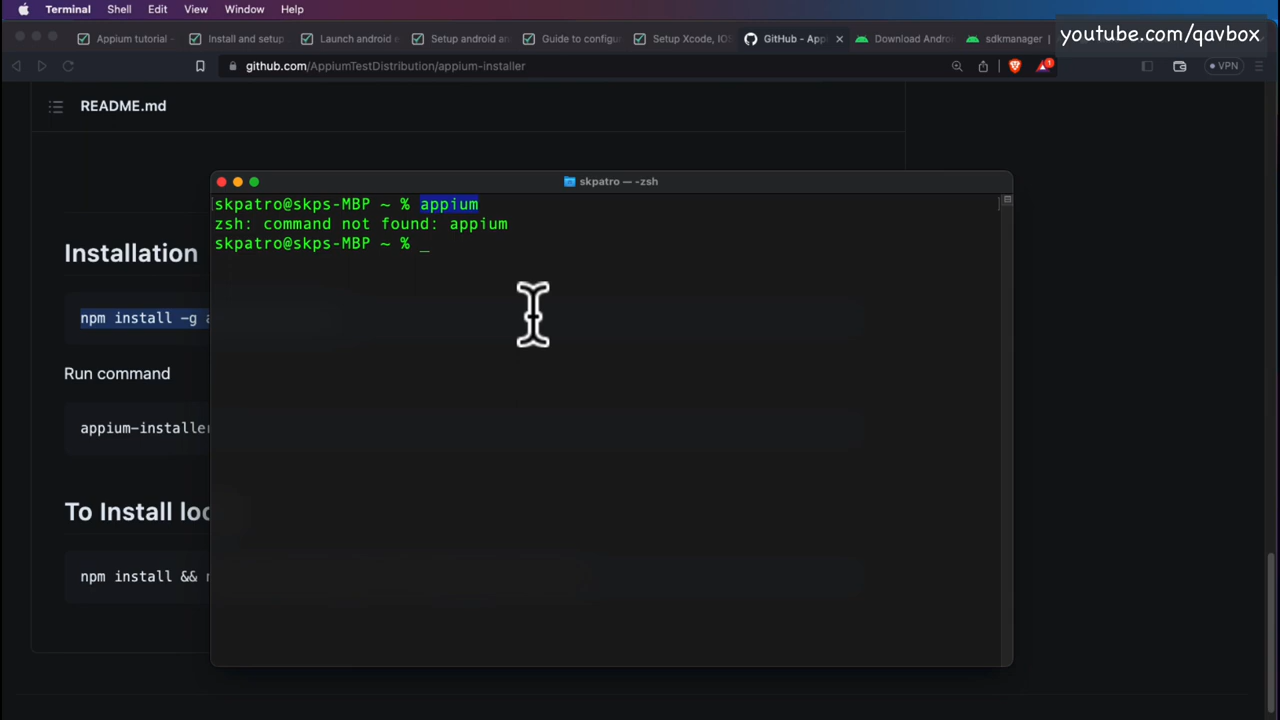 Terminal Shell Edit View Window Help
youtube.com/qavbox
Appium tutorial - Install and setup Launch android e Setup android an Guide to configu Setup Xcode, IOS GitHub - App Download Andro sdkmanager
github.com/AppiumTestDistribution/appium-installer
1
VPN
README.md
skpatro — -zsh
skpatro@skps-MBP ~ % appium
zsh: command not found: appium
skpatro@skps-MBP ~ % _
Installation
npm install -g a
Run command
appium-installer
To Install loc
npm install &&